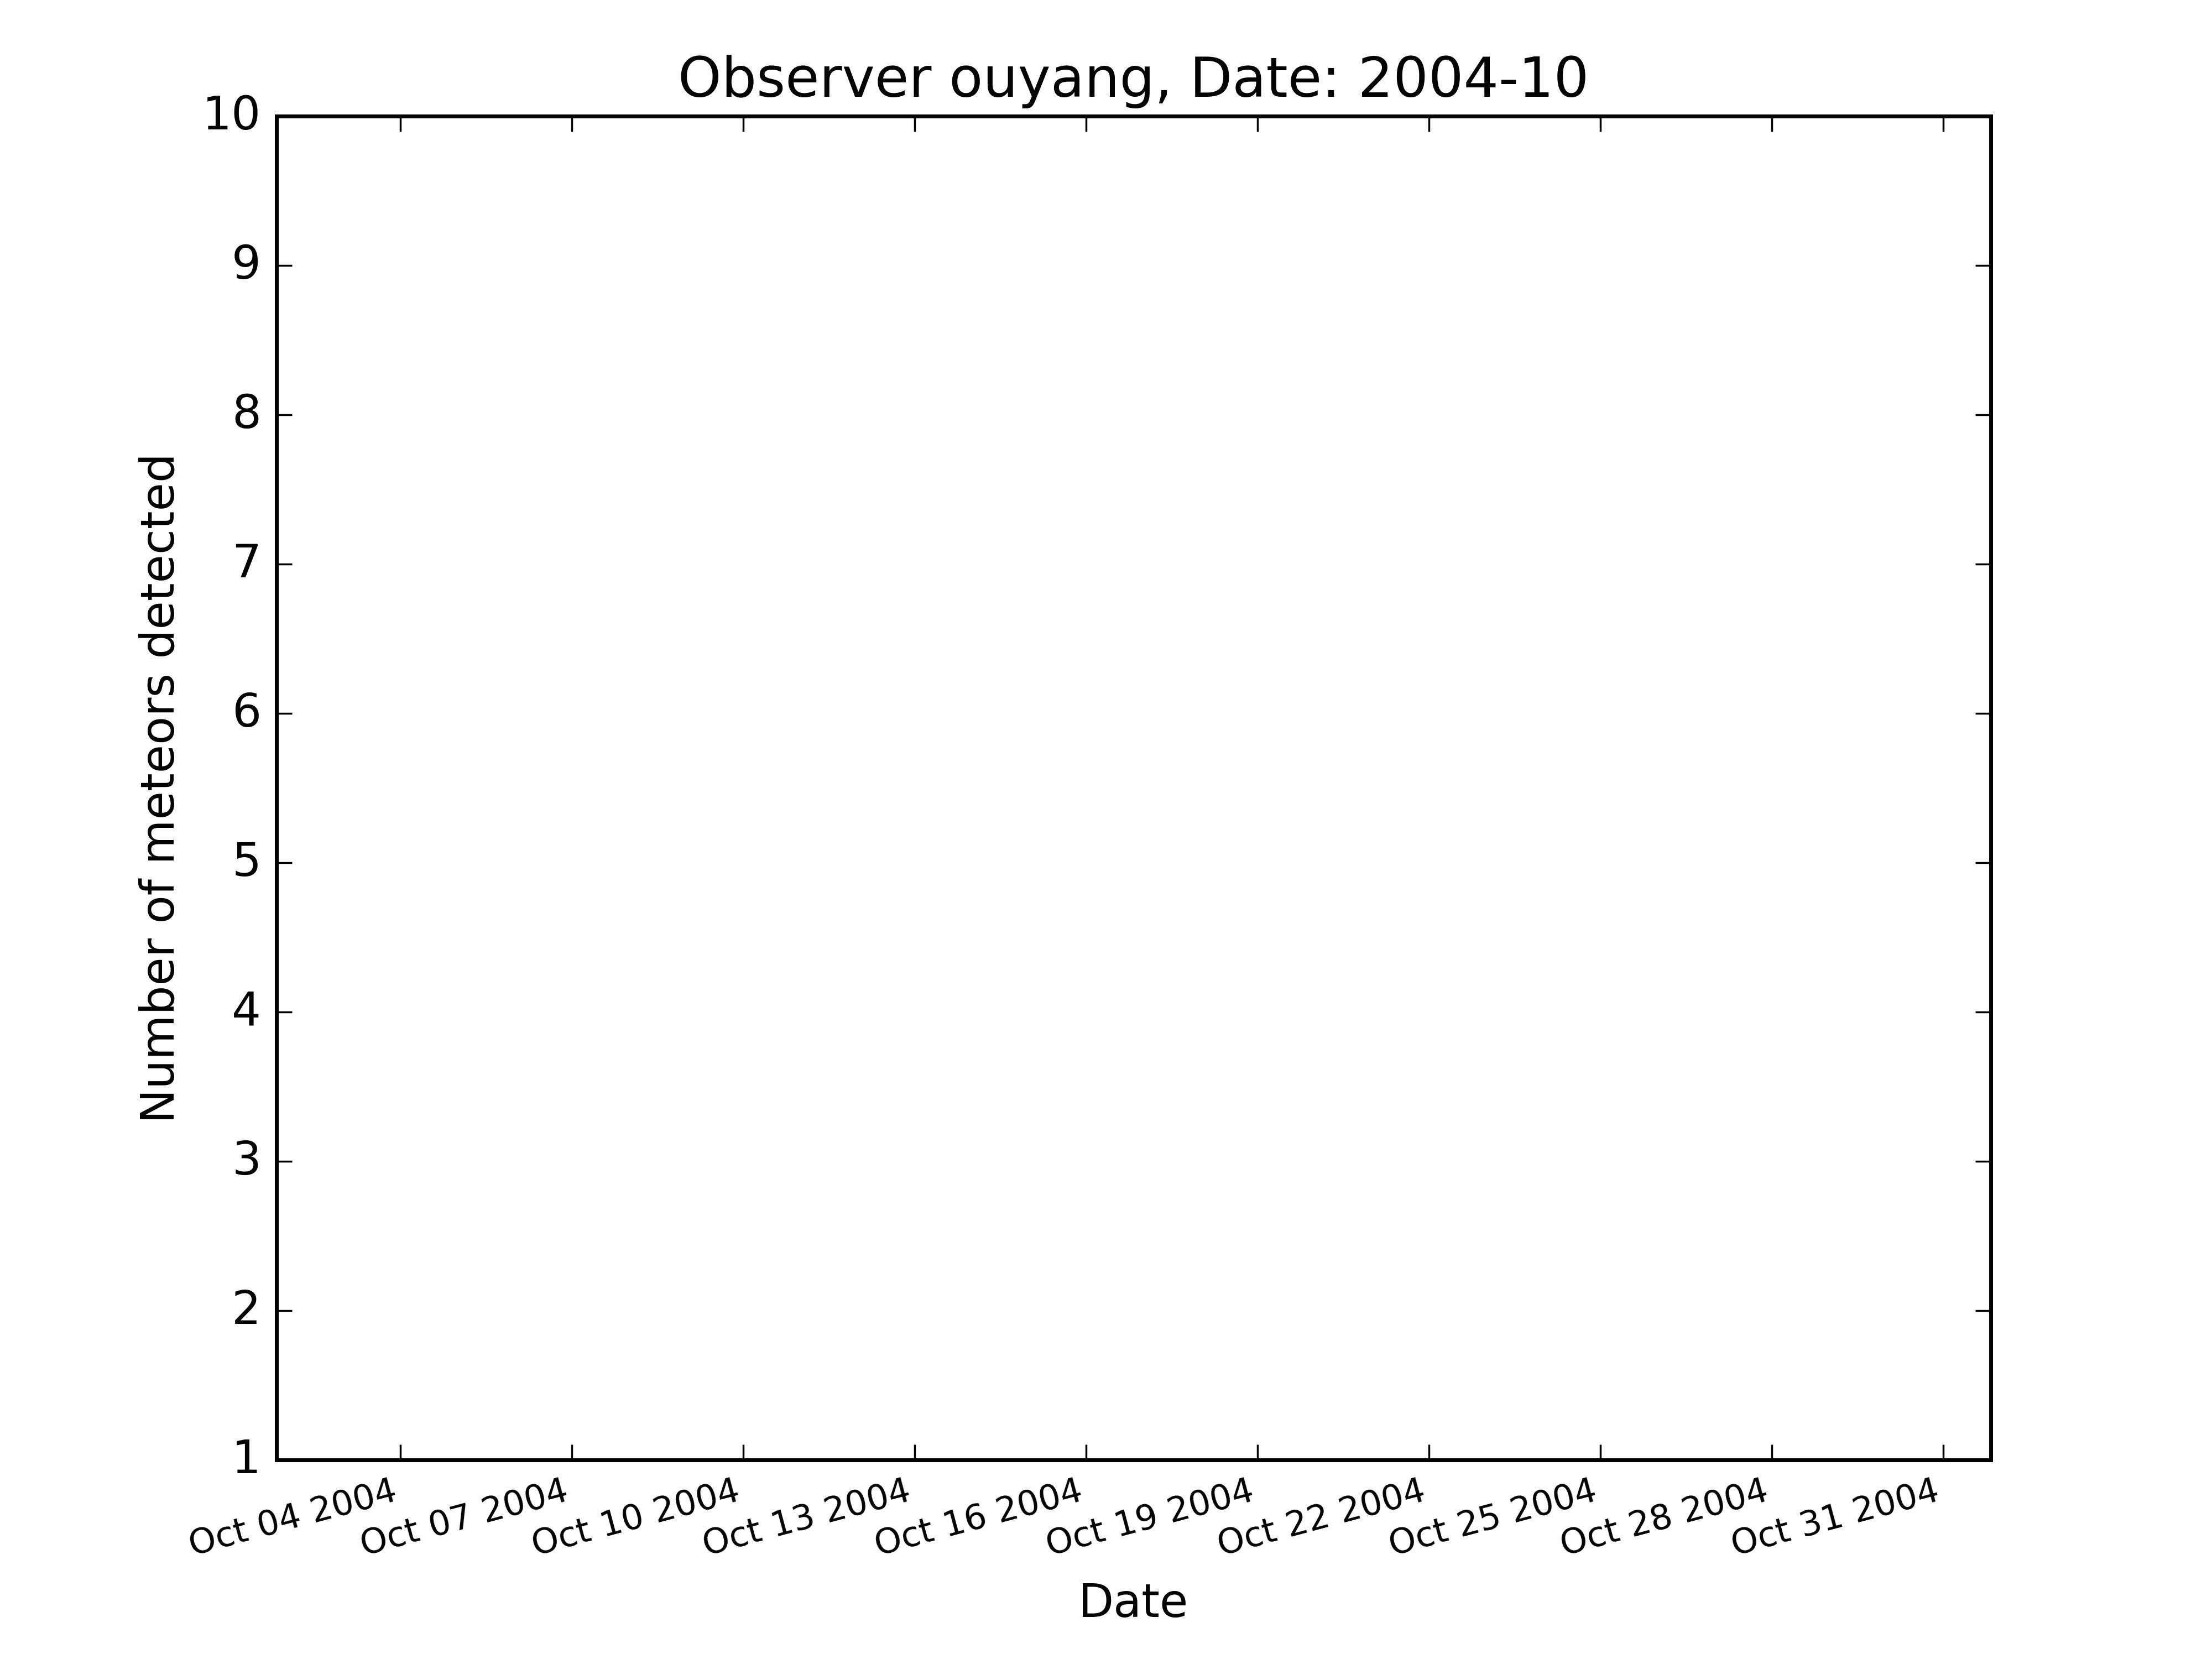 Observer ouyang, Date: 2004-10
10
9
8
7
6
5
4
3
2
1
Number of meteors detected
Oct 04 2004
Oct 07 2004
Oct 10 2004
Oct 13 2004
Oct 16 2004
Oct 19 2004
Oct 22 2004
Oct 25 2004
Oct 28 2004
Oct 31 2004
Date